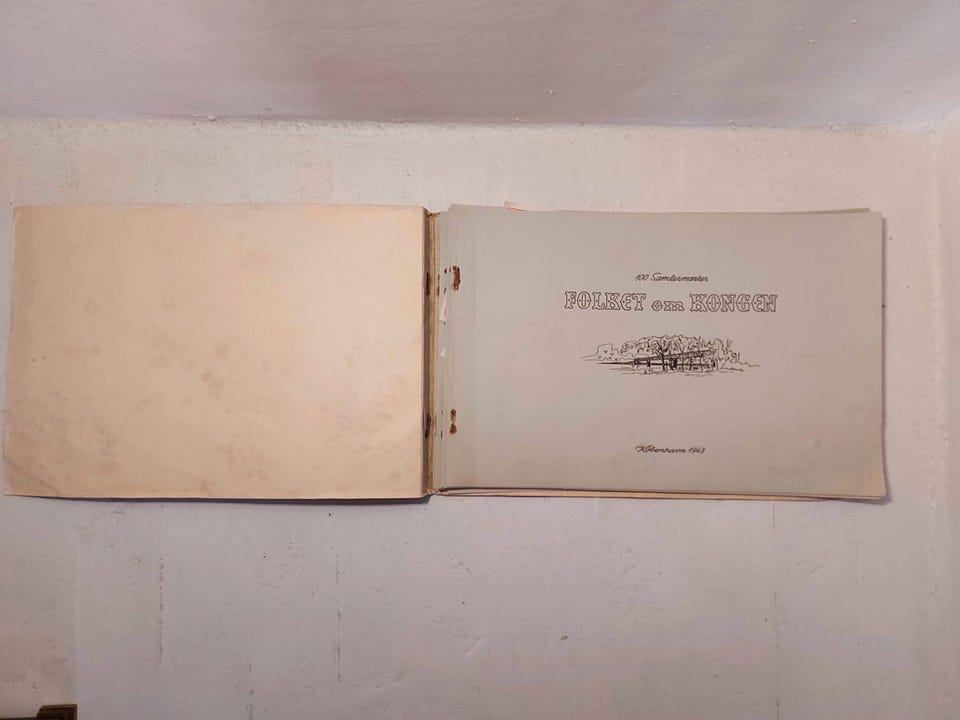 100 Samlermærker
FOLKET om KONGEN
København 1943